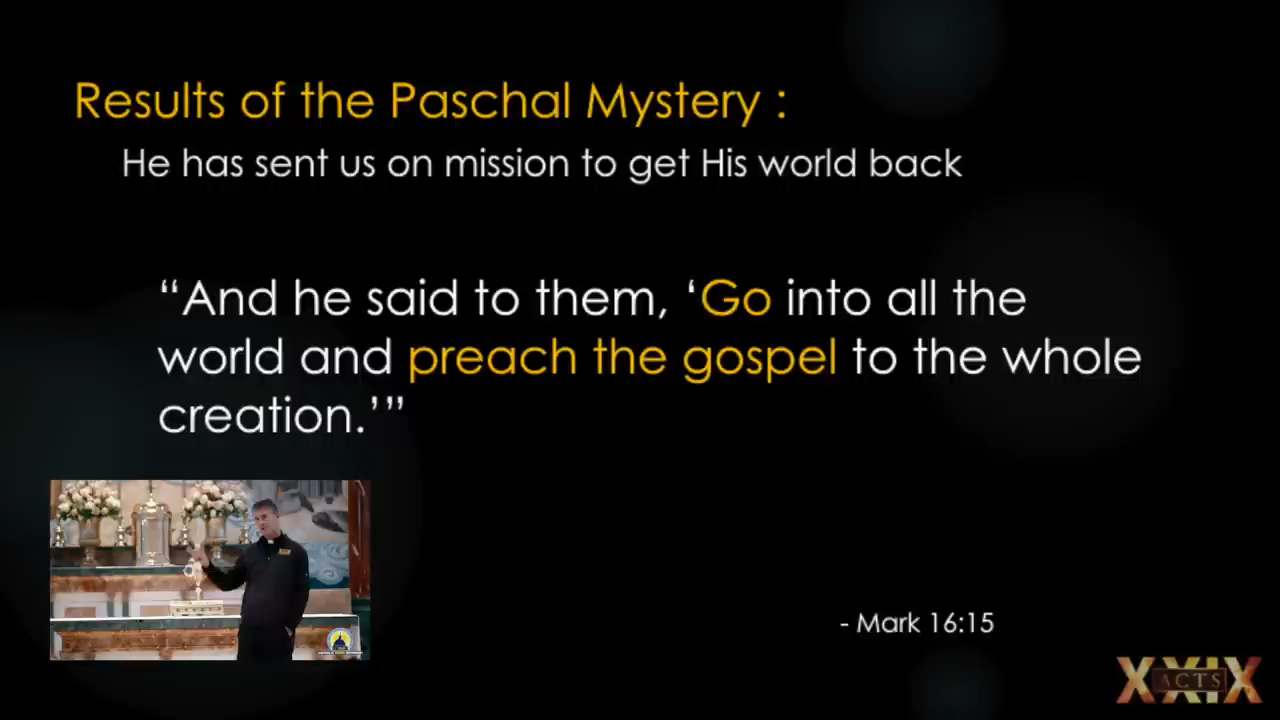 Results of the Paschal Mystery :
He has sent us on mission to get His world back
“And he said to them, ‘Go into all the
world and preach the gospel to the whole
creation.’”
- Mark 16:15
XXIX
ACTS